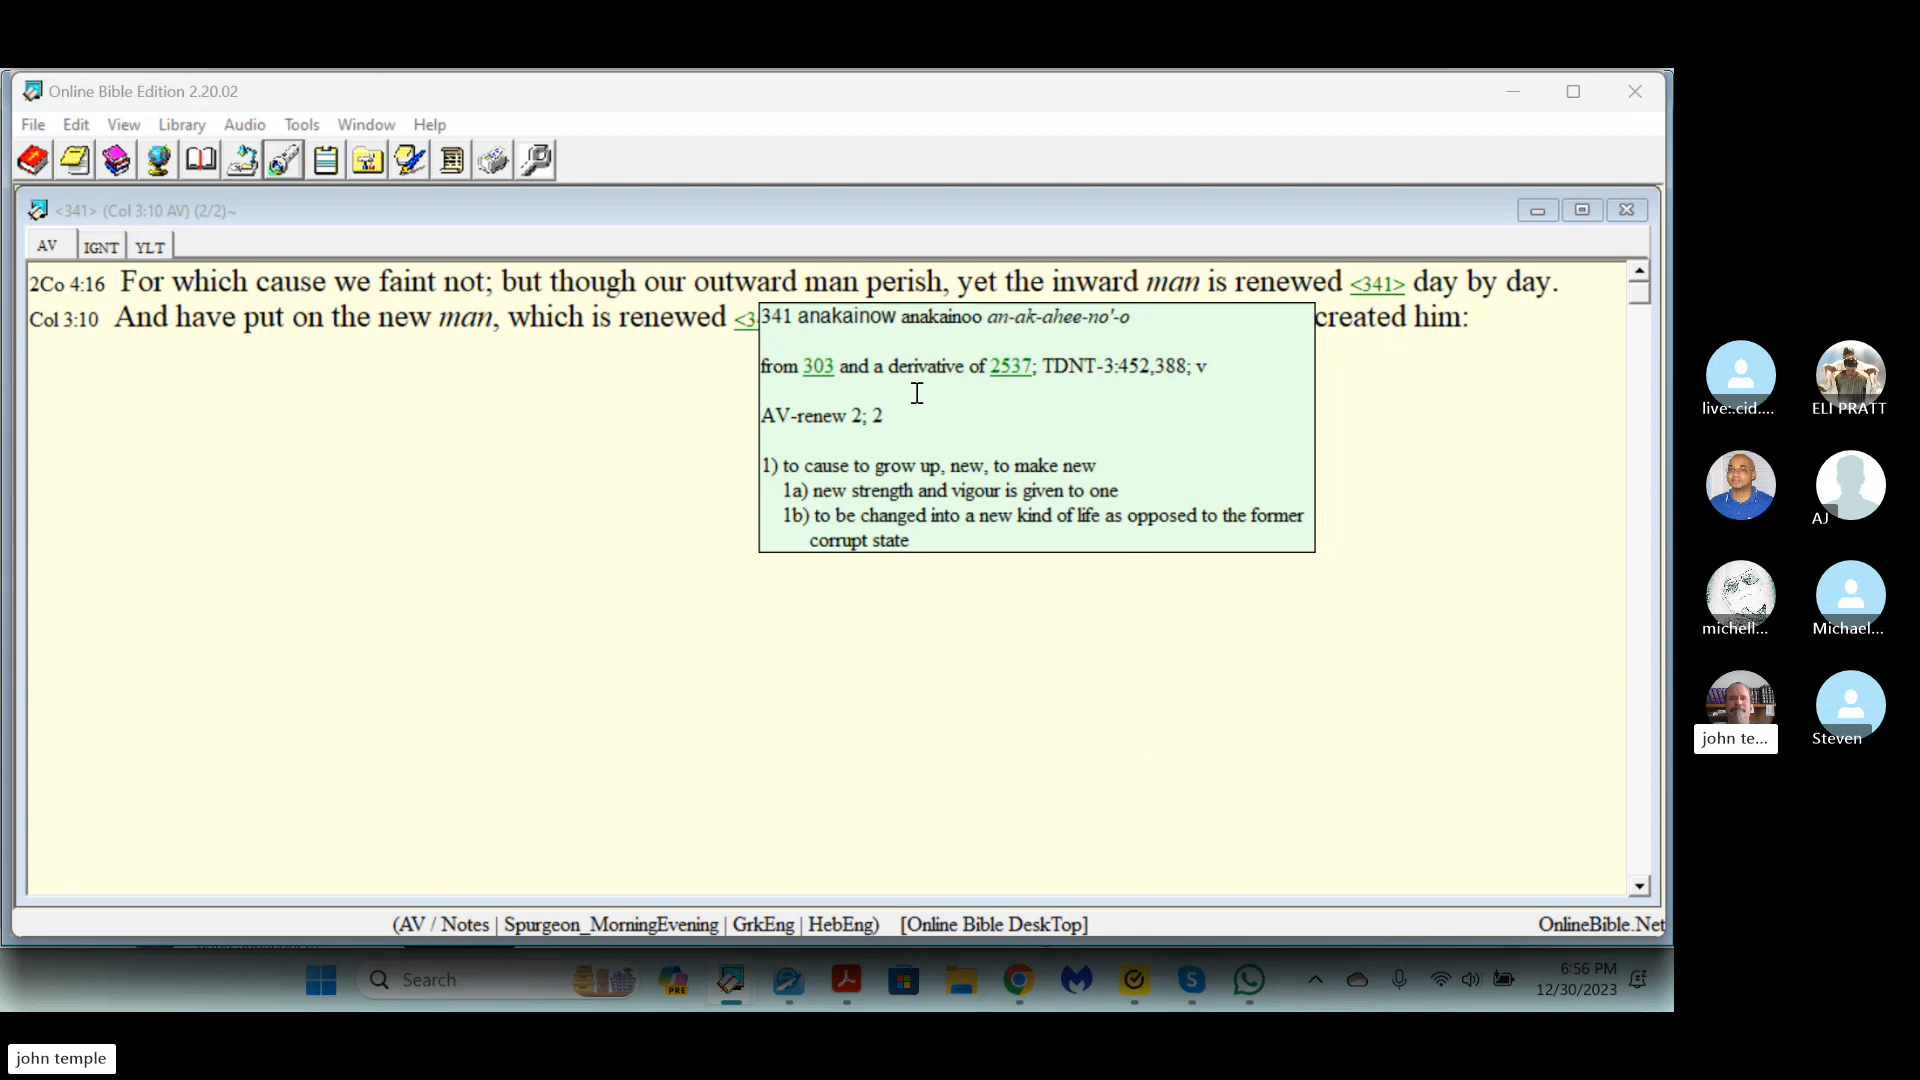 Online Bible Edition 2.20.02
File Edit View Library Audio Tools Window Help
<341> (Col 3:10 AV) (2/2)~
AV IGNT YLT
2Co 4:16 For which cause we faint not; but though our outward man perish, yet the inward man is renewed <341> day by day.
Col 3:10 And have put on the new man, which is renewed <3 created him:
341 anakainow anakainoo an-ak-ahee-no'-o
from 303 and a derivative of 2537; TDNT-3:452,388; v
AV-renew 2; 2
1) to cause to grow up, new, to make new
1a) new strength and vigour is given to one
1b) to be changed into a new kind of life as opposed to the former
corrupt state
live:.cid....
ELI PRATT
AJ
michell...
Michael...
john te...
Steven
(AV / Notes | Spurgeon_MorningEvening | GrkEng | HebEng) [Online Bible DeskTop]
OnlineBible.Net
Search
PRE
6:56 PM
12/30/2023
john temple